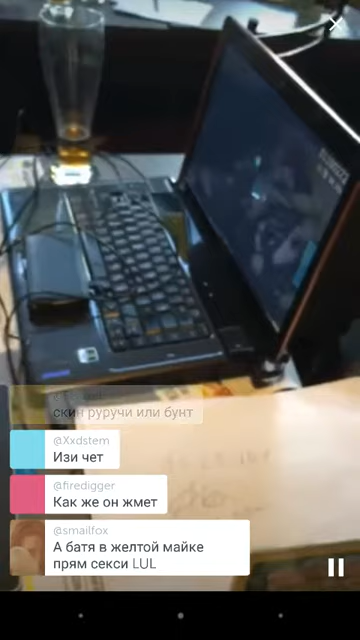 скин руручи или бунт
@Xxdstem
Изи чет
@firedigger
Как же он жмет
@smailfox
А батя в желтой майке
прям секси LUL